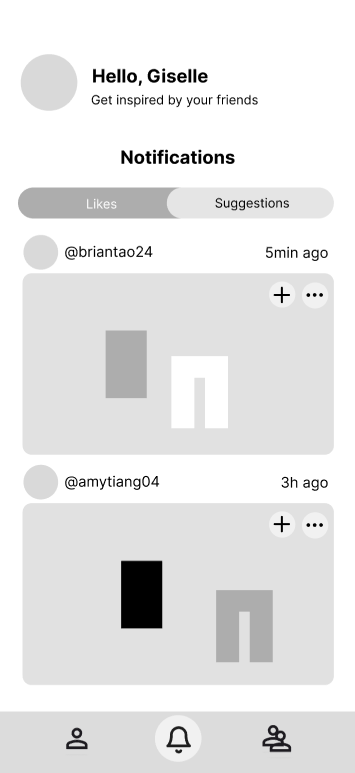 Hello, Giselle
Get inspired by your friends
Notifications
Likes
Suggestions
@briantao24
5min ago
@amytiang04
3h ago